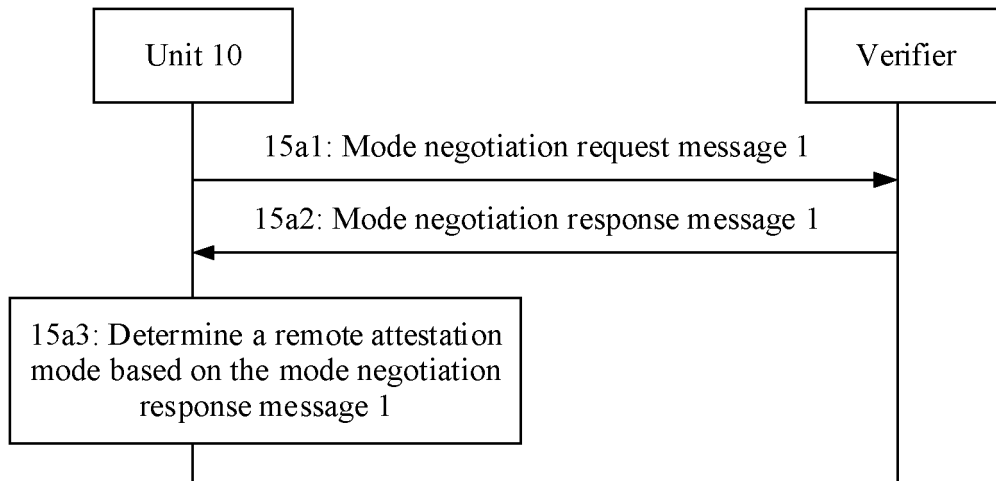 Unit 10
Verifier
15a1: Mode negotiation request message 1
15a2: Mode negotiation response message 1
15a3: Determine a remote attestation
mode based on the mode negotiation
response message 1